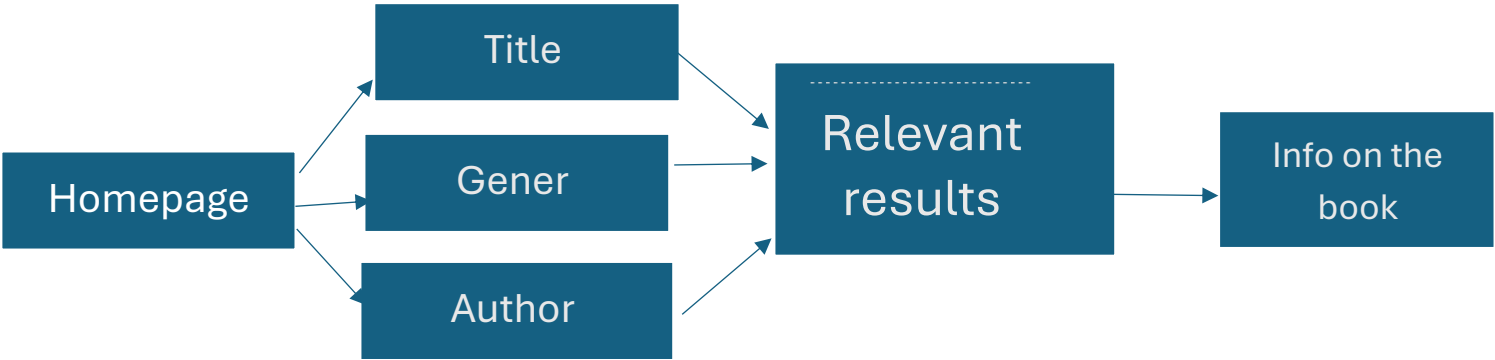 Homepage
Title
Gener
Author
Relevant
results
Info on the
book